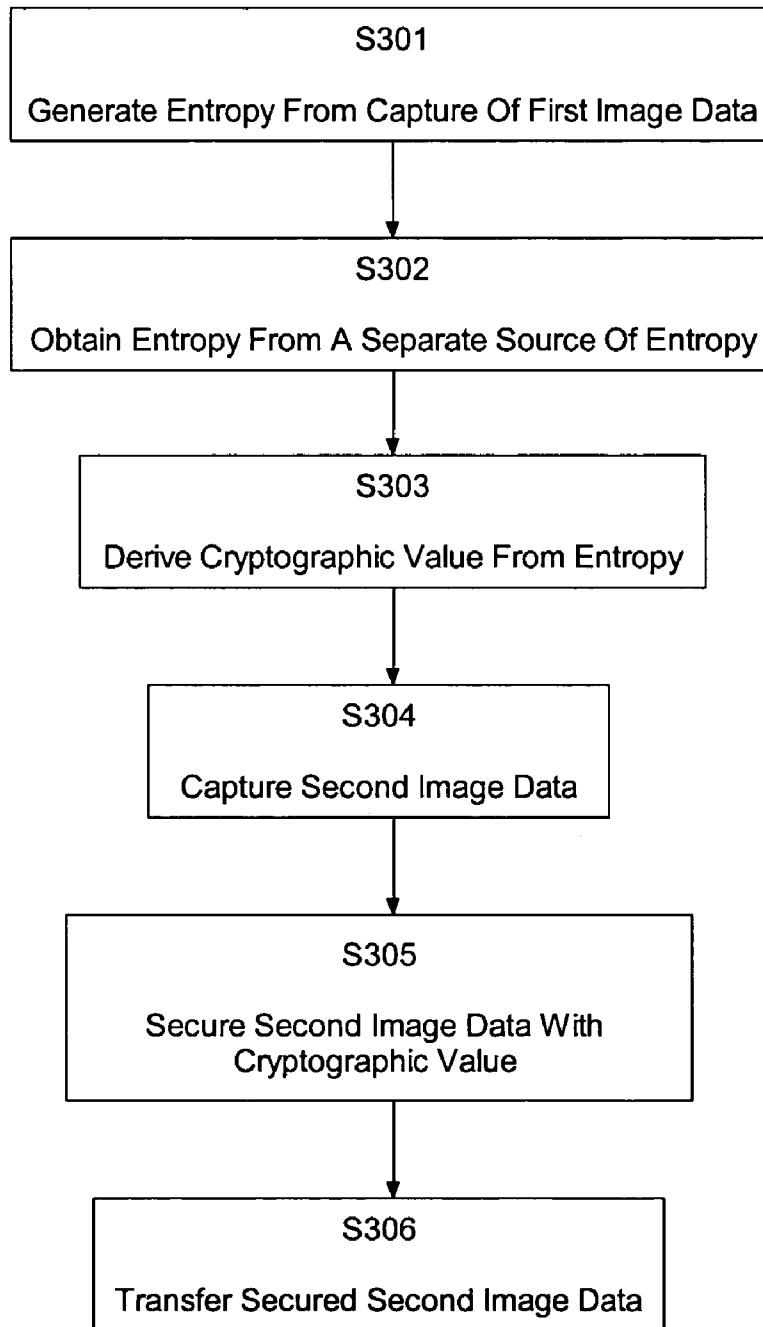 S301
Generate Entropy From Capture Of First Image Data
S302
Obtain Entropy From A Separate Source Of Entropy
S303
Derive Cryptographic Value From Entropy
S304
Capture Second Image Data
S305
Secure Second Image Data With
Cryptographic Value
S306
Transfer Secured Second Image Data